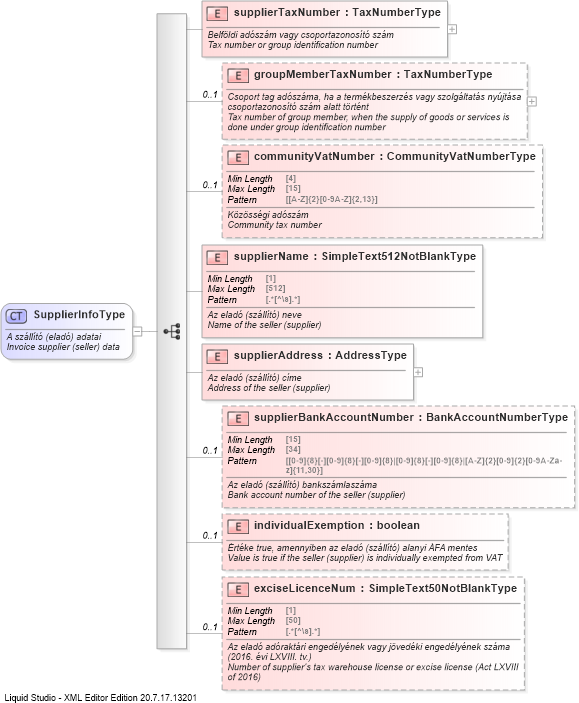 E supplierTaxNumber : TaxNumberType
Belföldi adószám vagy csoportazonosító szám
Tax number or group identification number
0..1
E groupMemberTaxNumber : TaxNumberType
Csoport tag adószáma, ha a termékbeszerzés vagy szolgáltatás nyújtása
csoportazonosító szám alatt történt
Tax number of group member, when the supply of goods or services is
done under group identification number
0..1
E communityVatNumber : CommunityVatNumberType
Min Length [4]
Max Length [15]
Pattern [[A-Z]{2}[0-9A-Z]{2,13}]
Közösségi adószám
Community tax number
E supplierName : SimpleText512NotBlankType
Min Length [1]
Max Length [512]
Pattern [.*[^\s].*]
Az eladó (szállító) neve
Name of the seller (supplier)
CT SupplierInfoType
A szállító (eladó) adatai
Invoice supplier (seller) data
E supplierAddress : AddressType
Az eladó (szállító) címe
Address of the seller (supplier)
0..1
E supplierBankAccountNumber : BankAccountNumberType
Min Length [15]
Max Length [34]
Pattern [[0-9]{8}[-][0-9]{8}[-][0-9]{8}|[0-9]{8}[-][0-9]{8}|[A-Z]{2}[0-9]{2}[0-9A-Za-
z]{11,30}]
Az eladó (szállító) bankszámlaszáma
Bank account number of the seller (supplier)
0..1
E individualExemption : boolean
Értéke true, amennyiben az eladó (szállító) alanyi ÁFA mentes
Value is true if the seller (supplier) is individually exempted from VAT
0..1
E exciseLicenceNum : SimpleText50NotBlankType
Min Length [1]
Max Length [50]
Pattern [.*[^\s].*]
Az eladó adóraktári engedélyének vagy jövedéki engedélyének száma
(2016. évi LXVIII. tv.)
Number of supplier's tax warehouse license or excise license (Act LXVIII
of 2016)
Liquid Studio - XML Editor Edition 20.7.17.13201